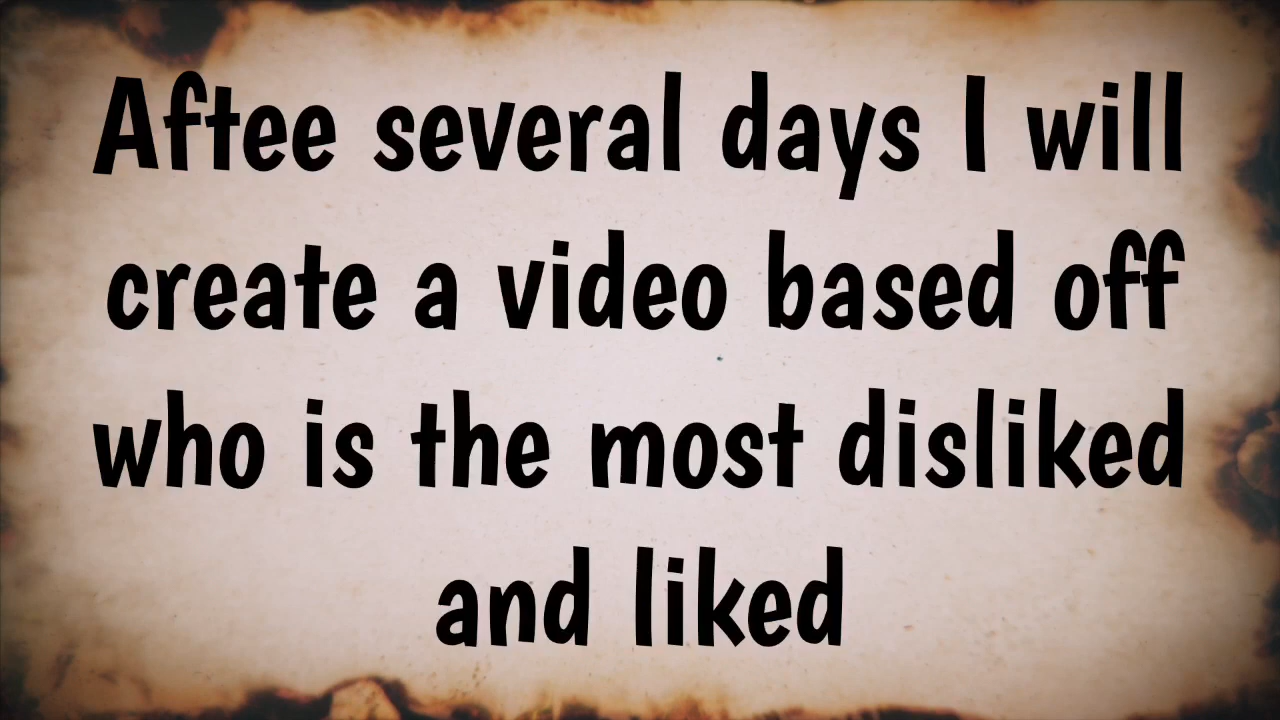 Aftee several days I will
create a video based off
who is the most disliked
and liked